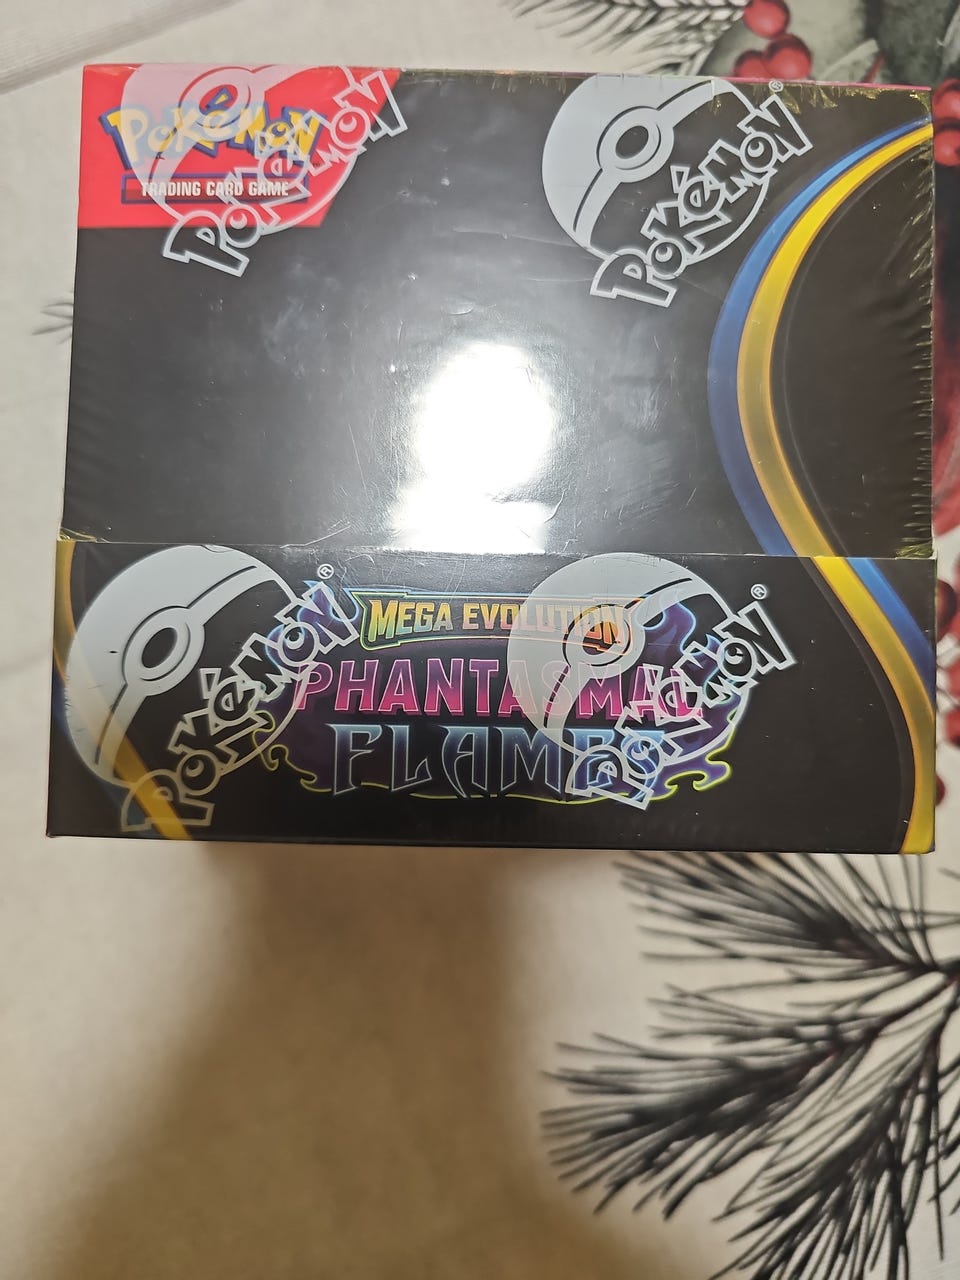 Pokémon
TRADING CARD GAME
Pokémon
Pokémon®
MEGA EVOLUTION
PHANTASMAL
FLAMES
Pokémon®
Pokémon®